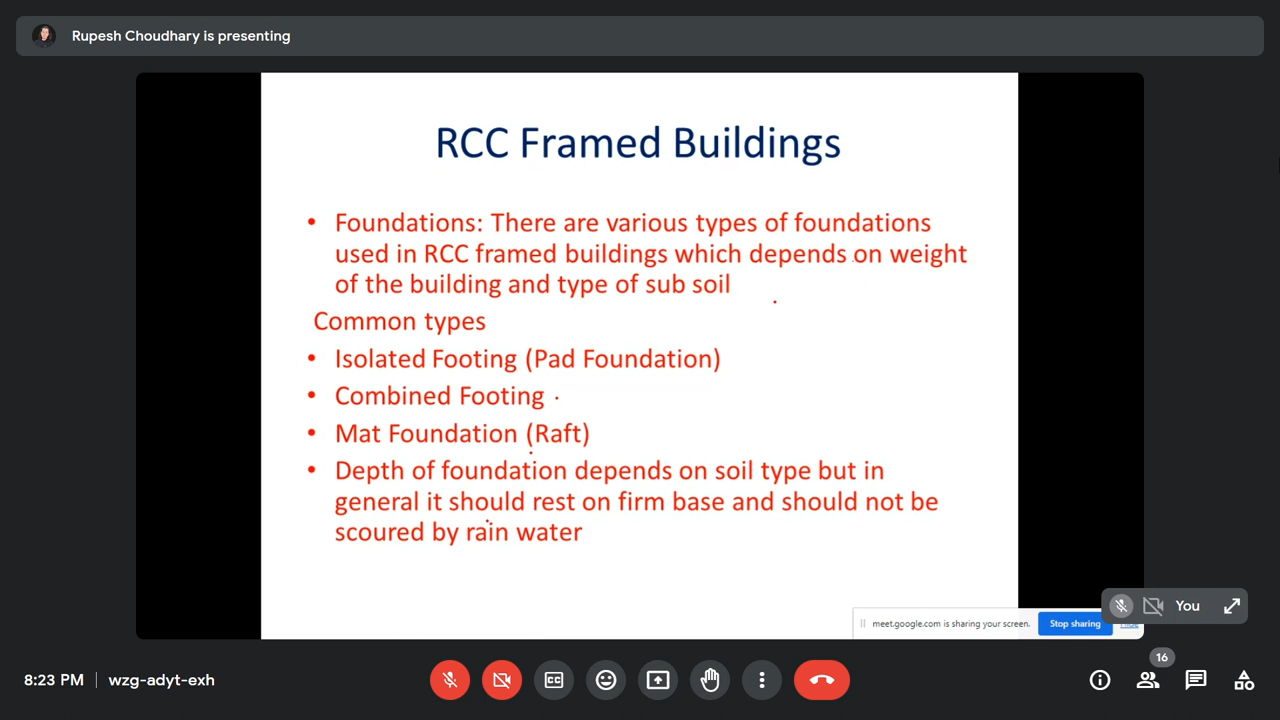 Rupesh Choudhary is presenting
RCC Framed Buildings
• Foundations: There are various types of foundations
used in RCC framed buildings which depends on weight
of the building and type of sub soil
Common types
• Isolated Footing (Pad Foundation)
• Combined Footing
• Mat Foundation (Raft)
• Depth of foundation depends on soil type but in
general it should rest on firm base and should not be
scoured by rain water
You
meet.google.com is sharing your screen.
Stop sharing
16
8:23 PM
wzg-adyt-exh